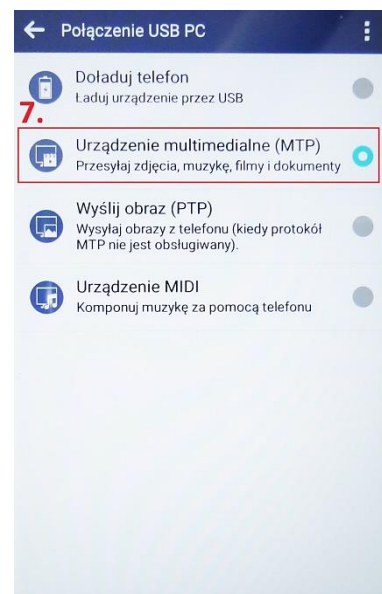 Połączenie USB PC
Doładuj telefon
Ładuj urządzenie przez USB
7.
Urządzenie multimedialne (MTP)
Przesyłaj zdjęcia, muzykę, filmy i dokumenty
Wyślij obraz (PTP)
Wysyłaj obrazy z telefonu (kiedy protokół
MTP nie jest obsługiwany).
Urządzenie MIDI
Komponuj muzykę za pomocą telefonu